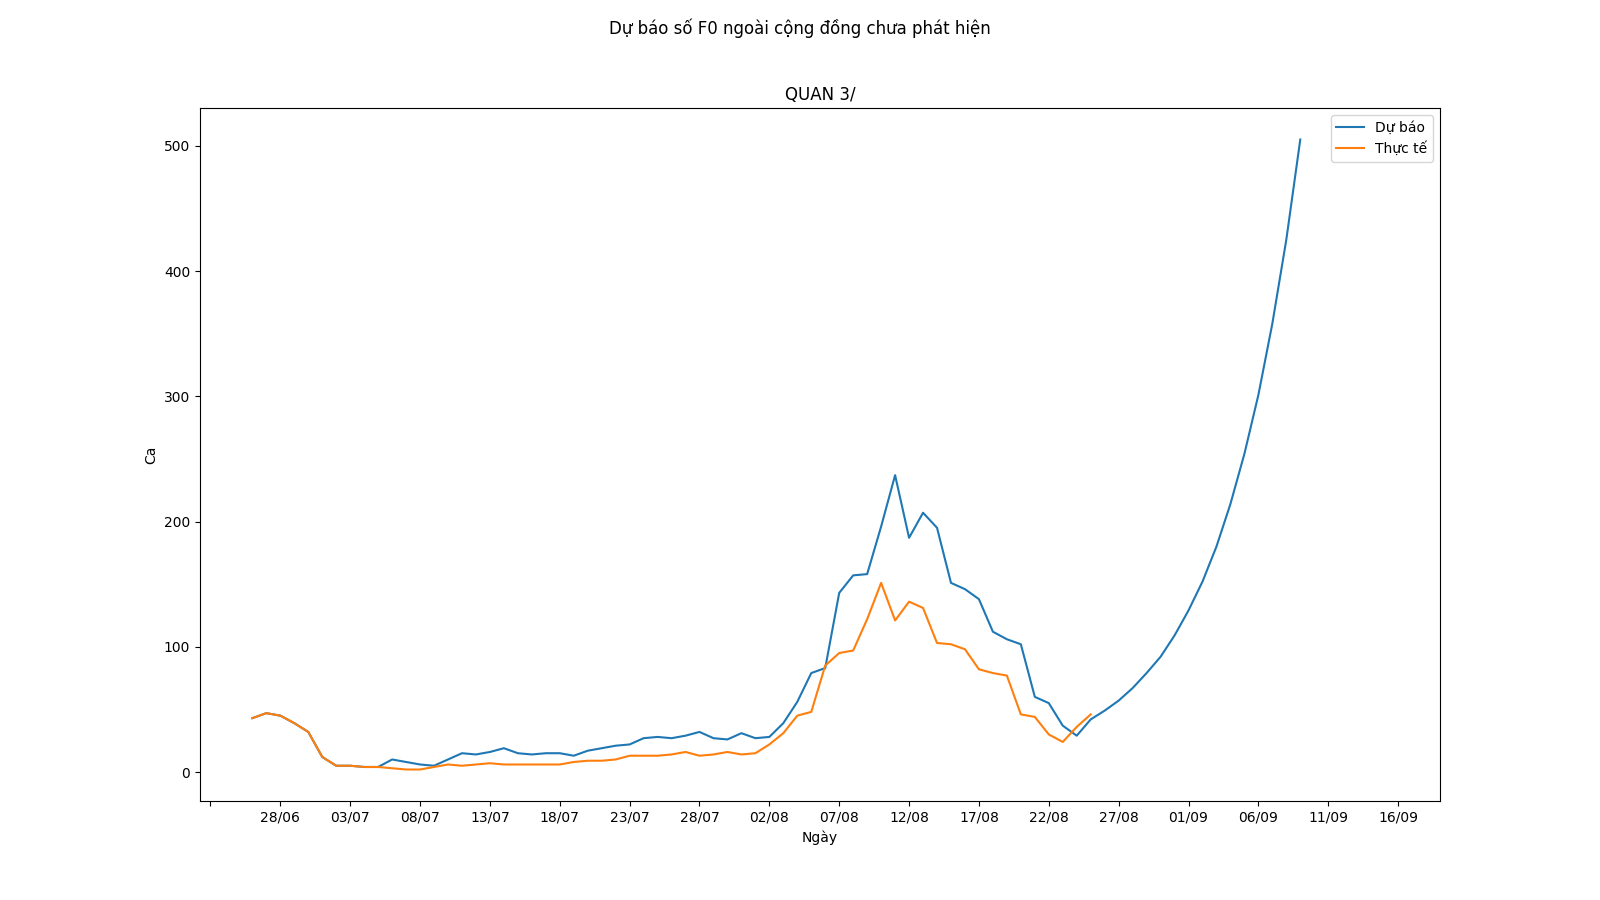 Dự báo số F0 ngoài cộng đồng chưa phát hiện
QUAN 3/
Dự báo
Thực tế
500
400
300
200
100
0
Ca
28/06 03/07 08/07 13/07 18/07 23/07 28/07 02/08 07/08 12/08 17/08 22/08 27/08 01/09 06/09 11/09 16/09
Ngày